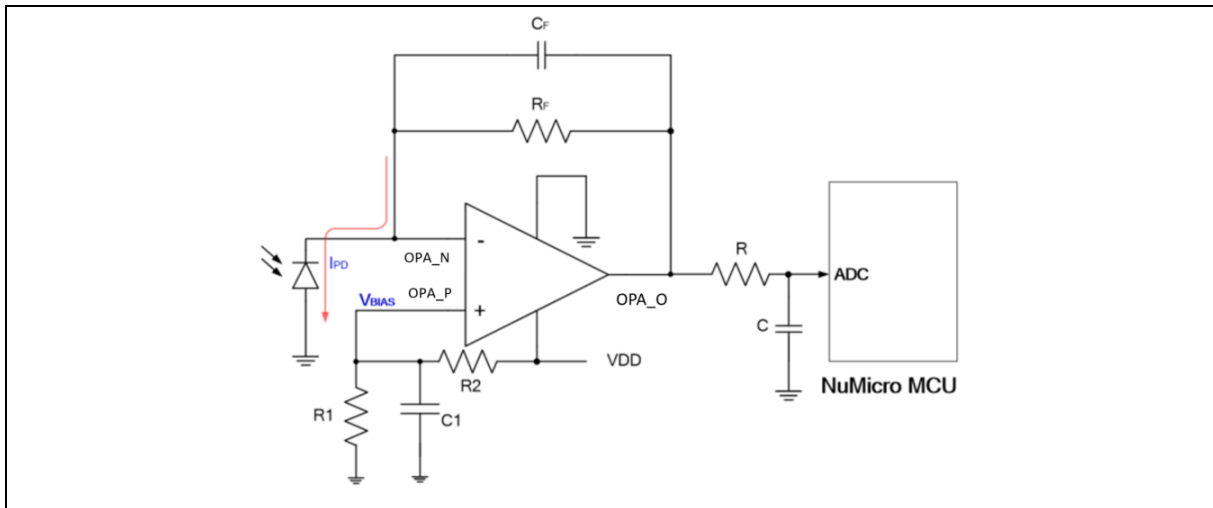 CF
RF
IPD
OPA_N
VBIAS
OPA_P
-
+
OPA_O
R
ADC
C
VDD
R2
NuMicro MCU
R1
C1